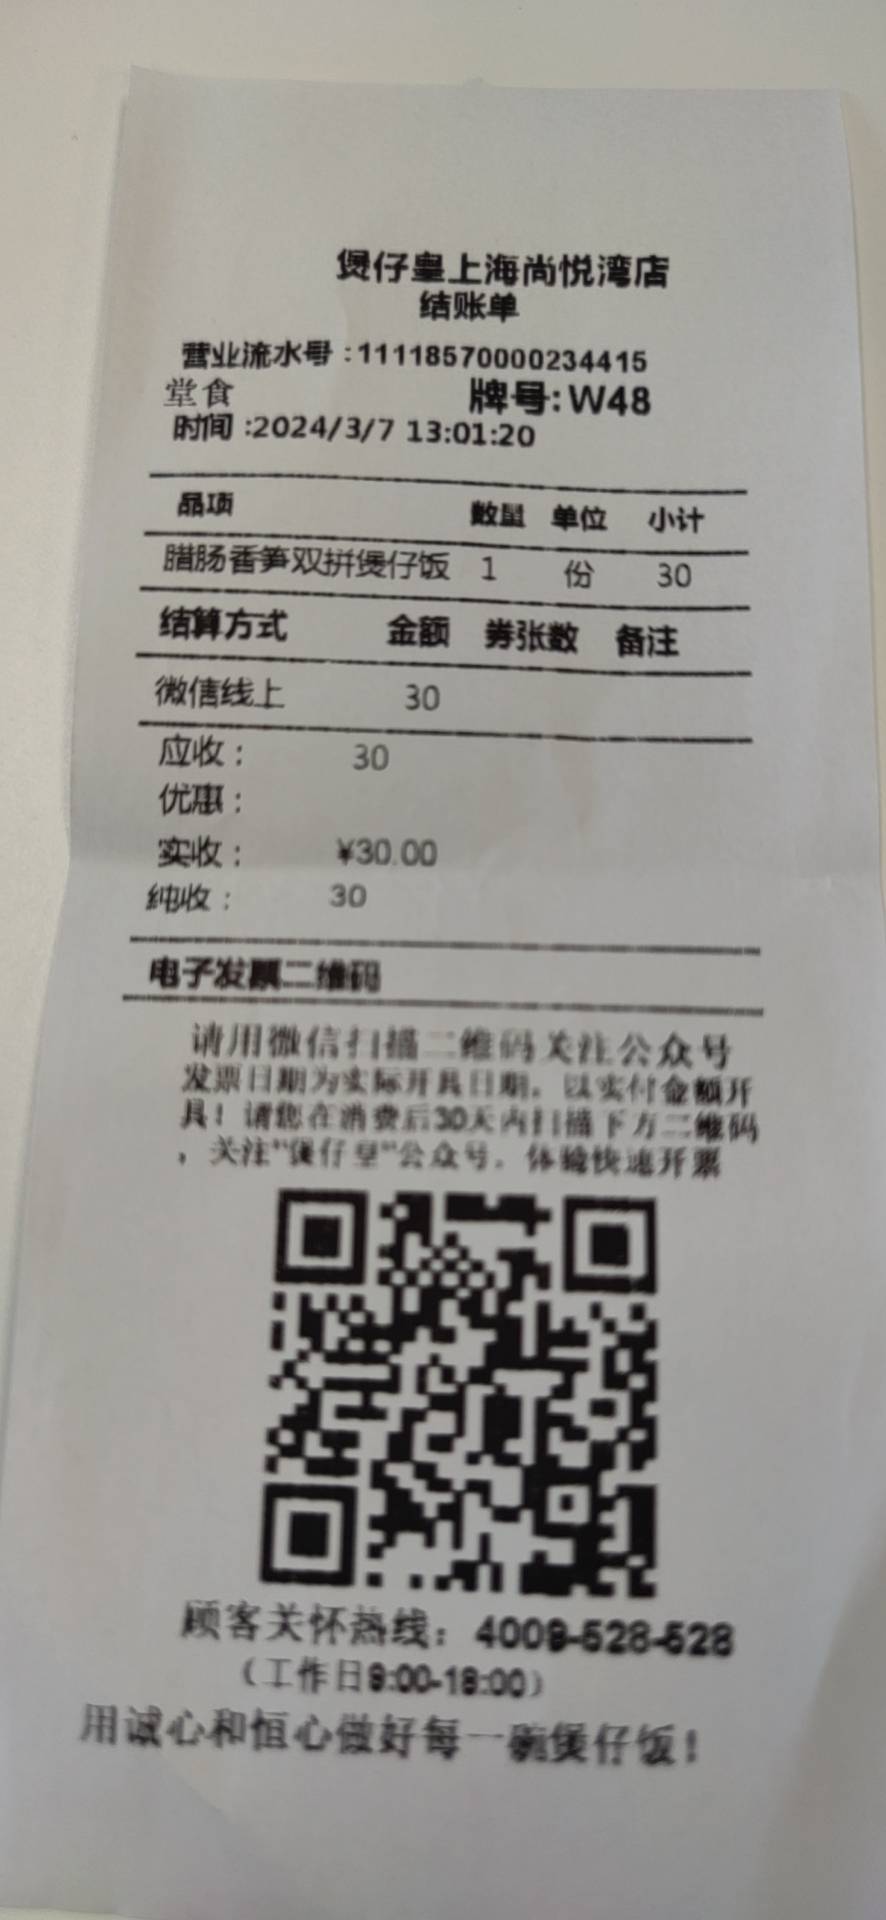 煲仔皇上海尚悦湾店
结账单
营业流水号:11118570000234415
堂食 牌号:W48
时间:2024/3/7 13:01:20
品项 数量 单位 小计
腊肠香笋双拼煲仔饭 1 份 30
结算方式 金额 券张数 备注
微信线上 30
应收: 30
优惠:
实收: ¥30.00
纯收: 30
电子发票二维码
请用微信扫描二维码关注公众号
发票日期为实际开具日期，以实付金额开
具！请您在消费后30天内扫描下方二维码
，关注"煲仔皇"公众号，体验快速开票
顾客关怀热线：4009-528-528
（工作日9:00-18:00）
用诚心和恒心做好每一碗煲仔饭！